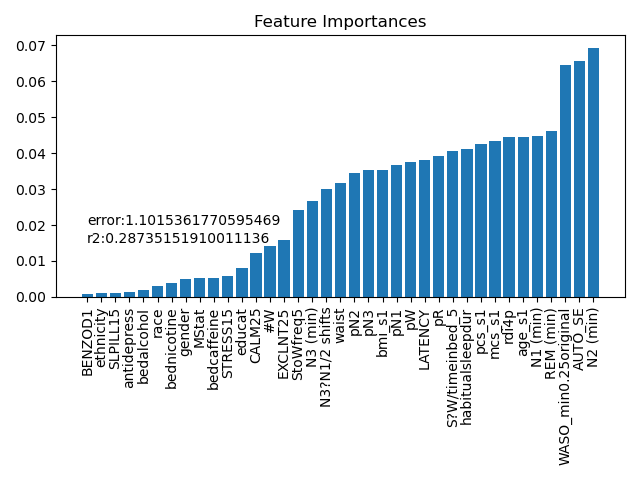 Feature Importances
0.07
0.06
0.05
0.04
0.03
0.02
0.01
0.00
error:1.1015361770595469
r2:0.28735151910011136
BENZOD1
ethnicity
SLPILL15
antidepress
bedalcohol
race
bednicotine
gender
MStat
bedcaffeine
STRESS15
educat
CALM25
#W
EXCLNT25
StoWfreq5
N3 (min)
N3?N1/2 shifts
waist
pN2
pN3
bmi_s1
pN1
pW
LATENCY
pR
S?W/timeinbed_5
habitualsleepdur
pcs_s1
mcs_s1
rdi4p
age_s1
N1 (min)
REM (min)
WASO_min0.25original
AUTO_SE
N2 (min)